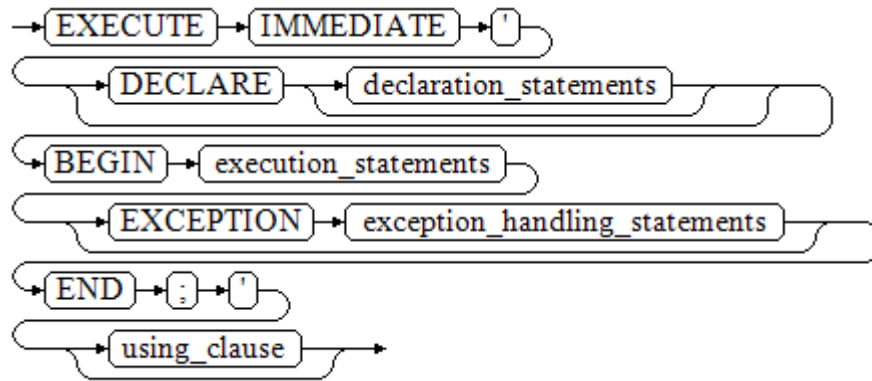 EXECUTE IMMEDIATE '
DECLARE declaration_statements
BEGIN execution_statements
EXCEPTION exception_handling_statements
END ; '
using_clause